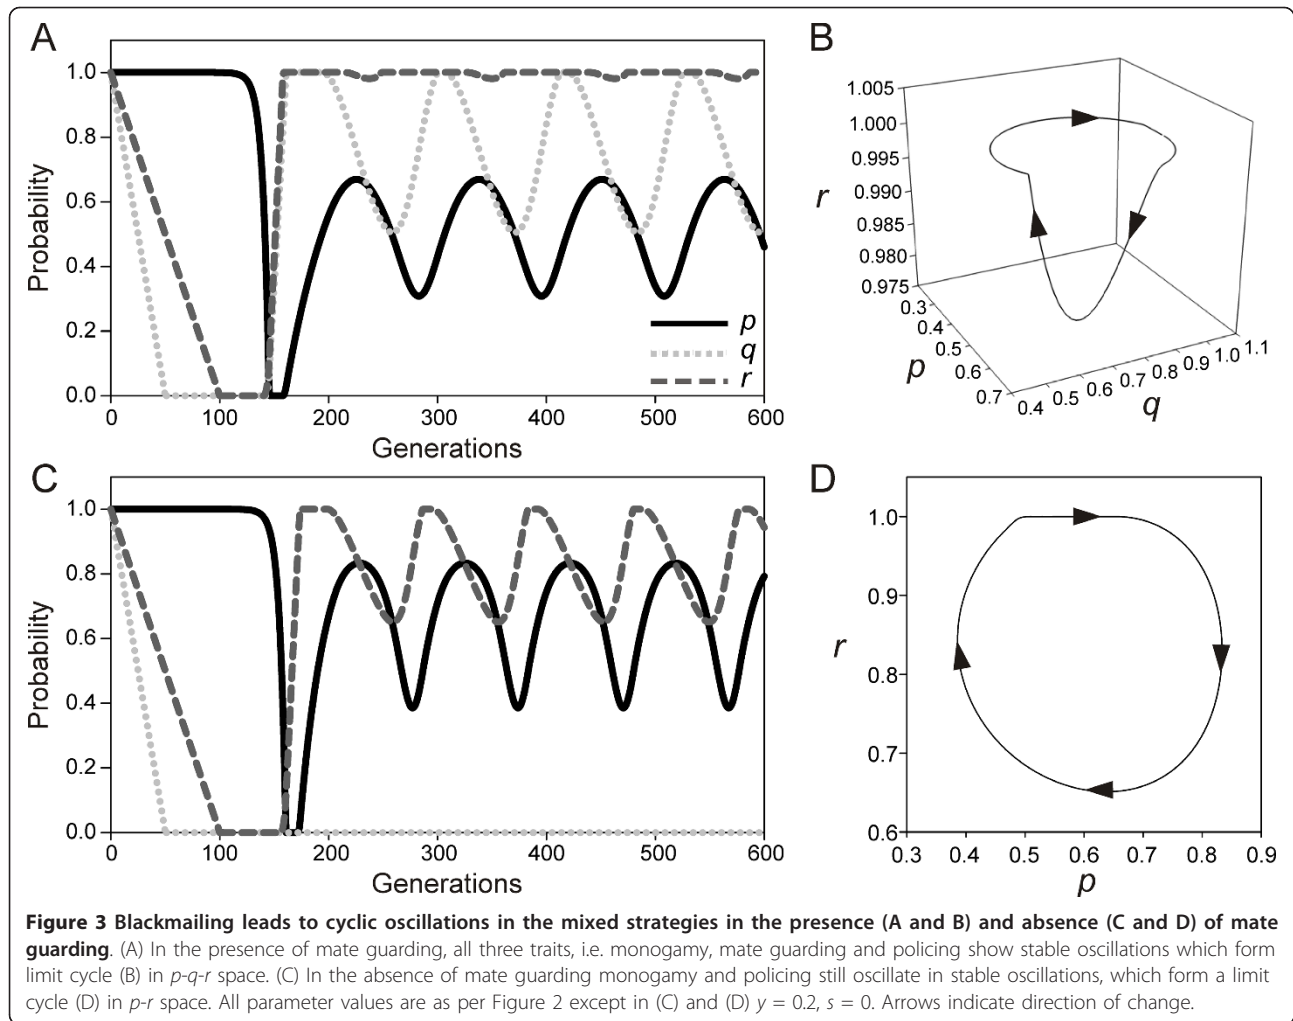 A
1.0
0.8
0.6
0.4
0.2
0.0
Probability
0 100 200 300 400 500 600
Generations
p
q
r
B
1.005
1.000
0.995
0.990
0.985
0.980
0.975
r
0.3
0.4
0.5
0.6
0.7
p
0.4 0.5 0.6 0.7 0.8 0.9 1.0 1.1
q
C
1.0
0.8
0.6
0.4
0.2
0.0
Probability
0 100 200 300 400 500 600
Generations
D
1.0
0.9
0.8
0.7
0.6
r
0.3 0.4 0.5 0.6 0.7 0.8 0.9
p
Figure 3 Blackmailing leads to cyclic oscillations in the mixed strategies in the presence (A and B) and absence (C and D) of mate
guarding. (A) In the presence of mate guarding, all three traits, i.e. monogamy, mate guarding and policing show stable oscillations which form
limit cycle (B) in p-q-r space. (C) In the absence of mate guarding monogamy and policing still oscillate in stable oscillations, which form a limit
cycle (D) in p-r space. All parameter values are as per Figure 2 except in (C) and (D) y = 0.2, s = 0. Arrows indicate direction of change.